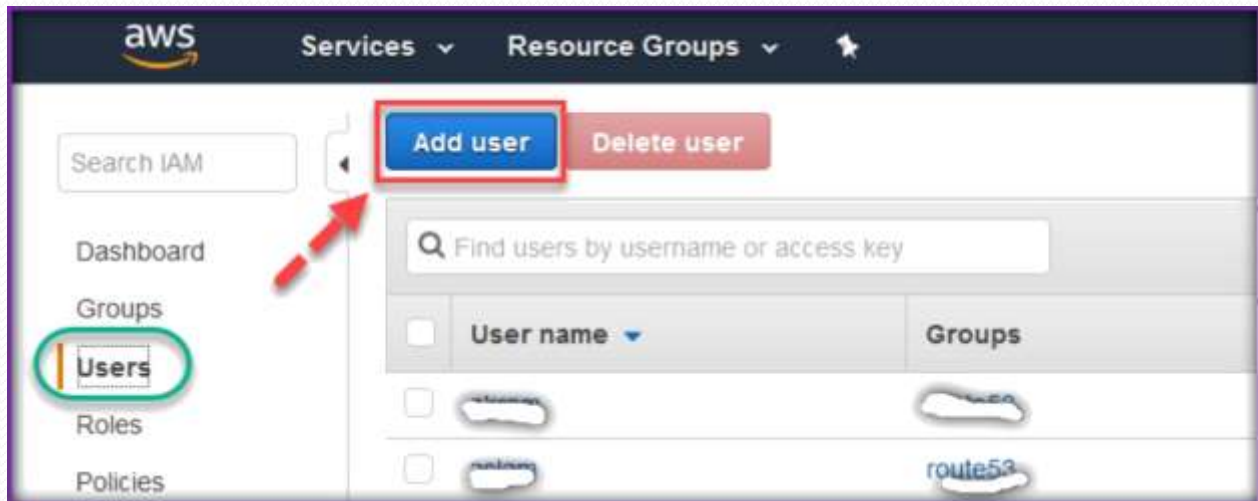 aws Services Resource Groups
Add user Delete user
Search IAM
Find users by username or access key
Dashboard
Groups
User name Groups
Users
Roles
Policies
route53